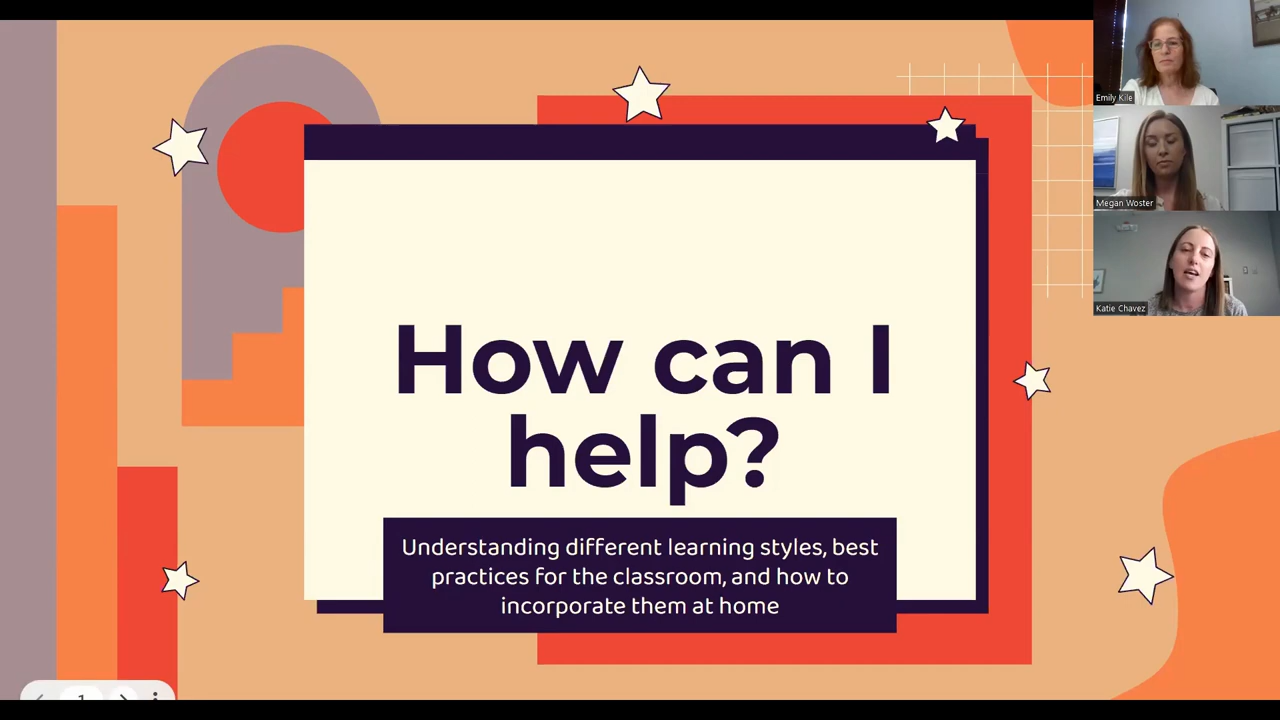 Emily Kile
Megan Woster
Katie Chavez
How can I
help?
Understanding different learning styles, best
practices for the classroom, and how to
incorporate them at home
1